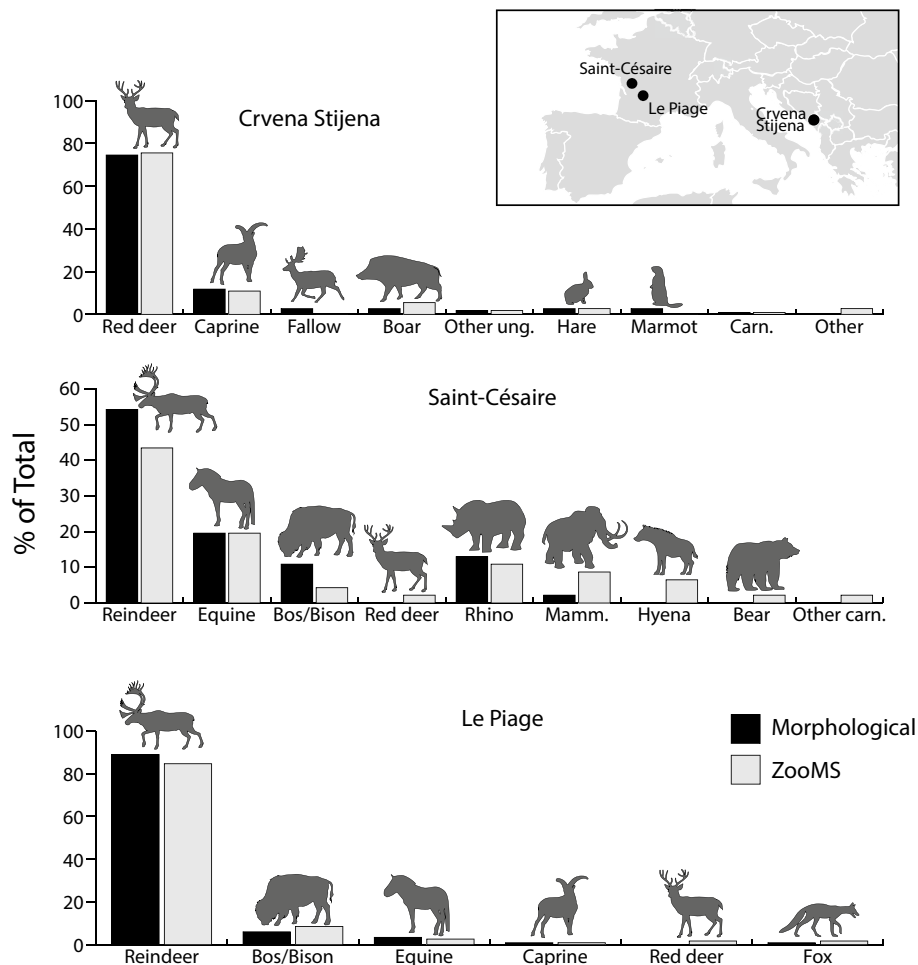 Saint-Césaire
Le Piage
Crvena
Stijena
Crvena Stijena
100
80
60
40
20
0
Red deer Caprine Fallow Boar Other ung. Hare Marmot Carn. Other
% of Total
Saint-Césaire
60
50
40
30
20
10
0
Reindeer Equine Bos/Bison Red deer Rhino Mamm. Hyena Bear Other carn.
Le Piage
Morphological
ZooMS
100
80
60
40
20
0
Reindeer Bos/Bison Equine Caprine Red deer Fox